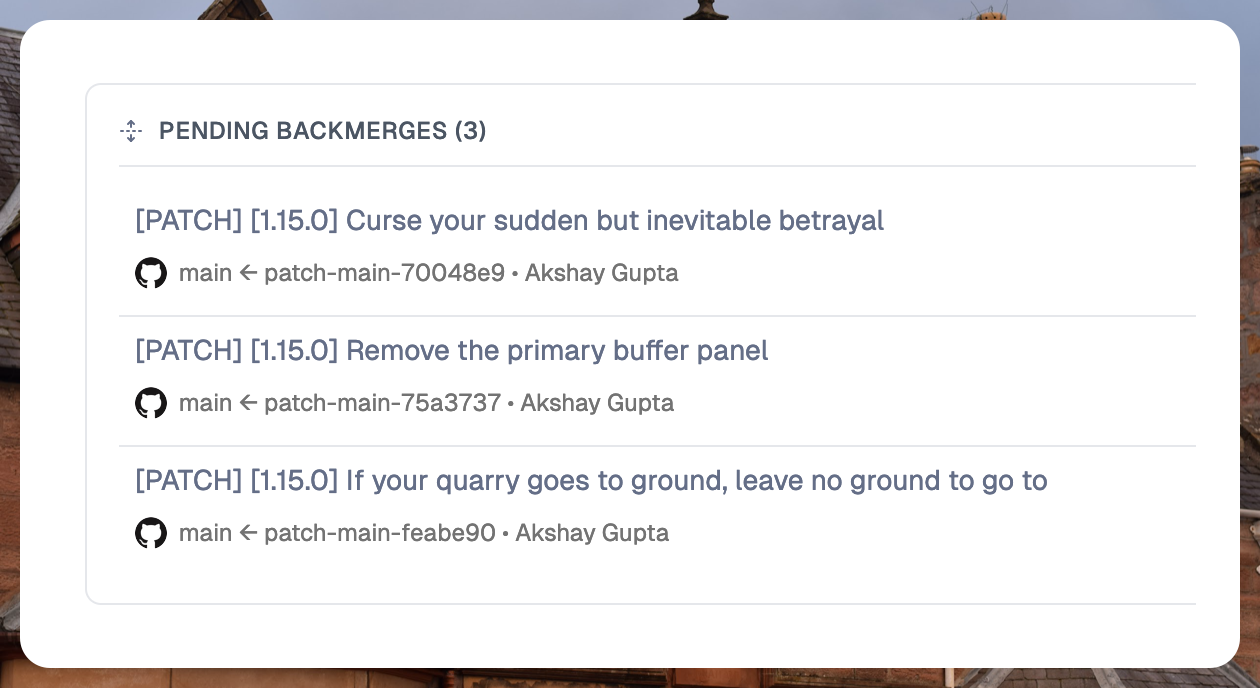 PENDING BACKMERGES (3)
[PATCH] [1.15.0] Curse your sudden but inevitable betrayal
main ← patch-main-70048e9 • Akshay Gupta
[PATCH] [1.15.0] Remove the primary buffer panel
main ← patch-main-75a3737 • Akshay Gupta
[PATCH] [1.15.0] If your quarry goes to ground, leave no ground to go to
main ← patch-main-feabe90 • Akshay Gupta